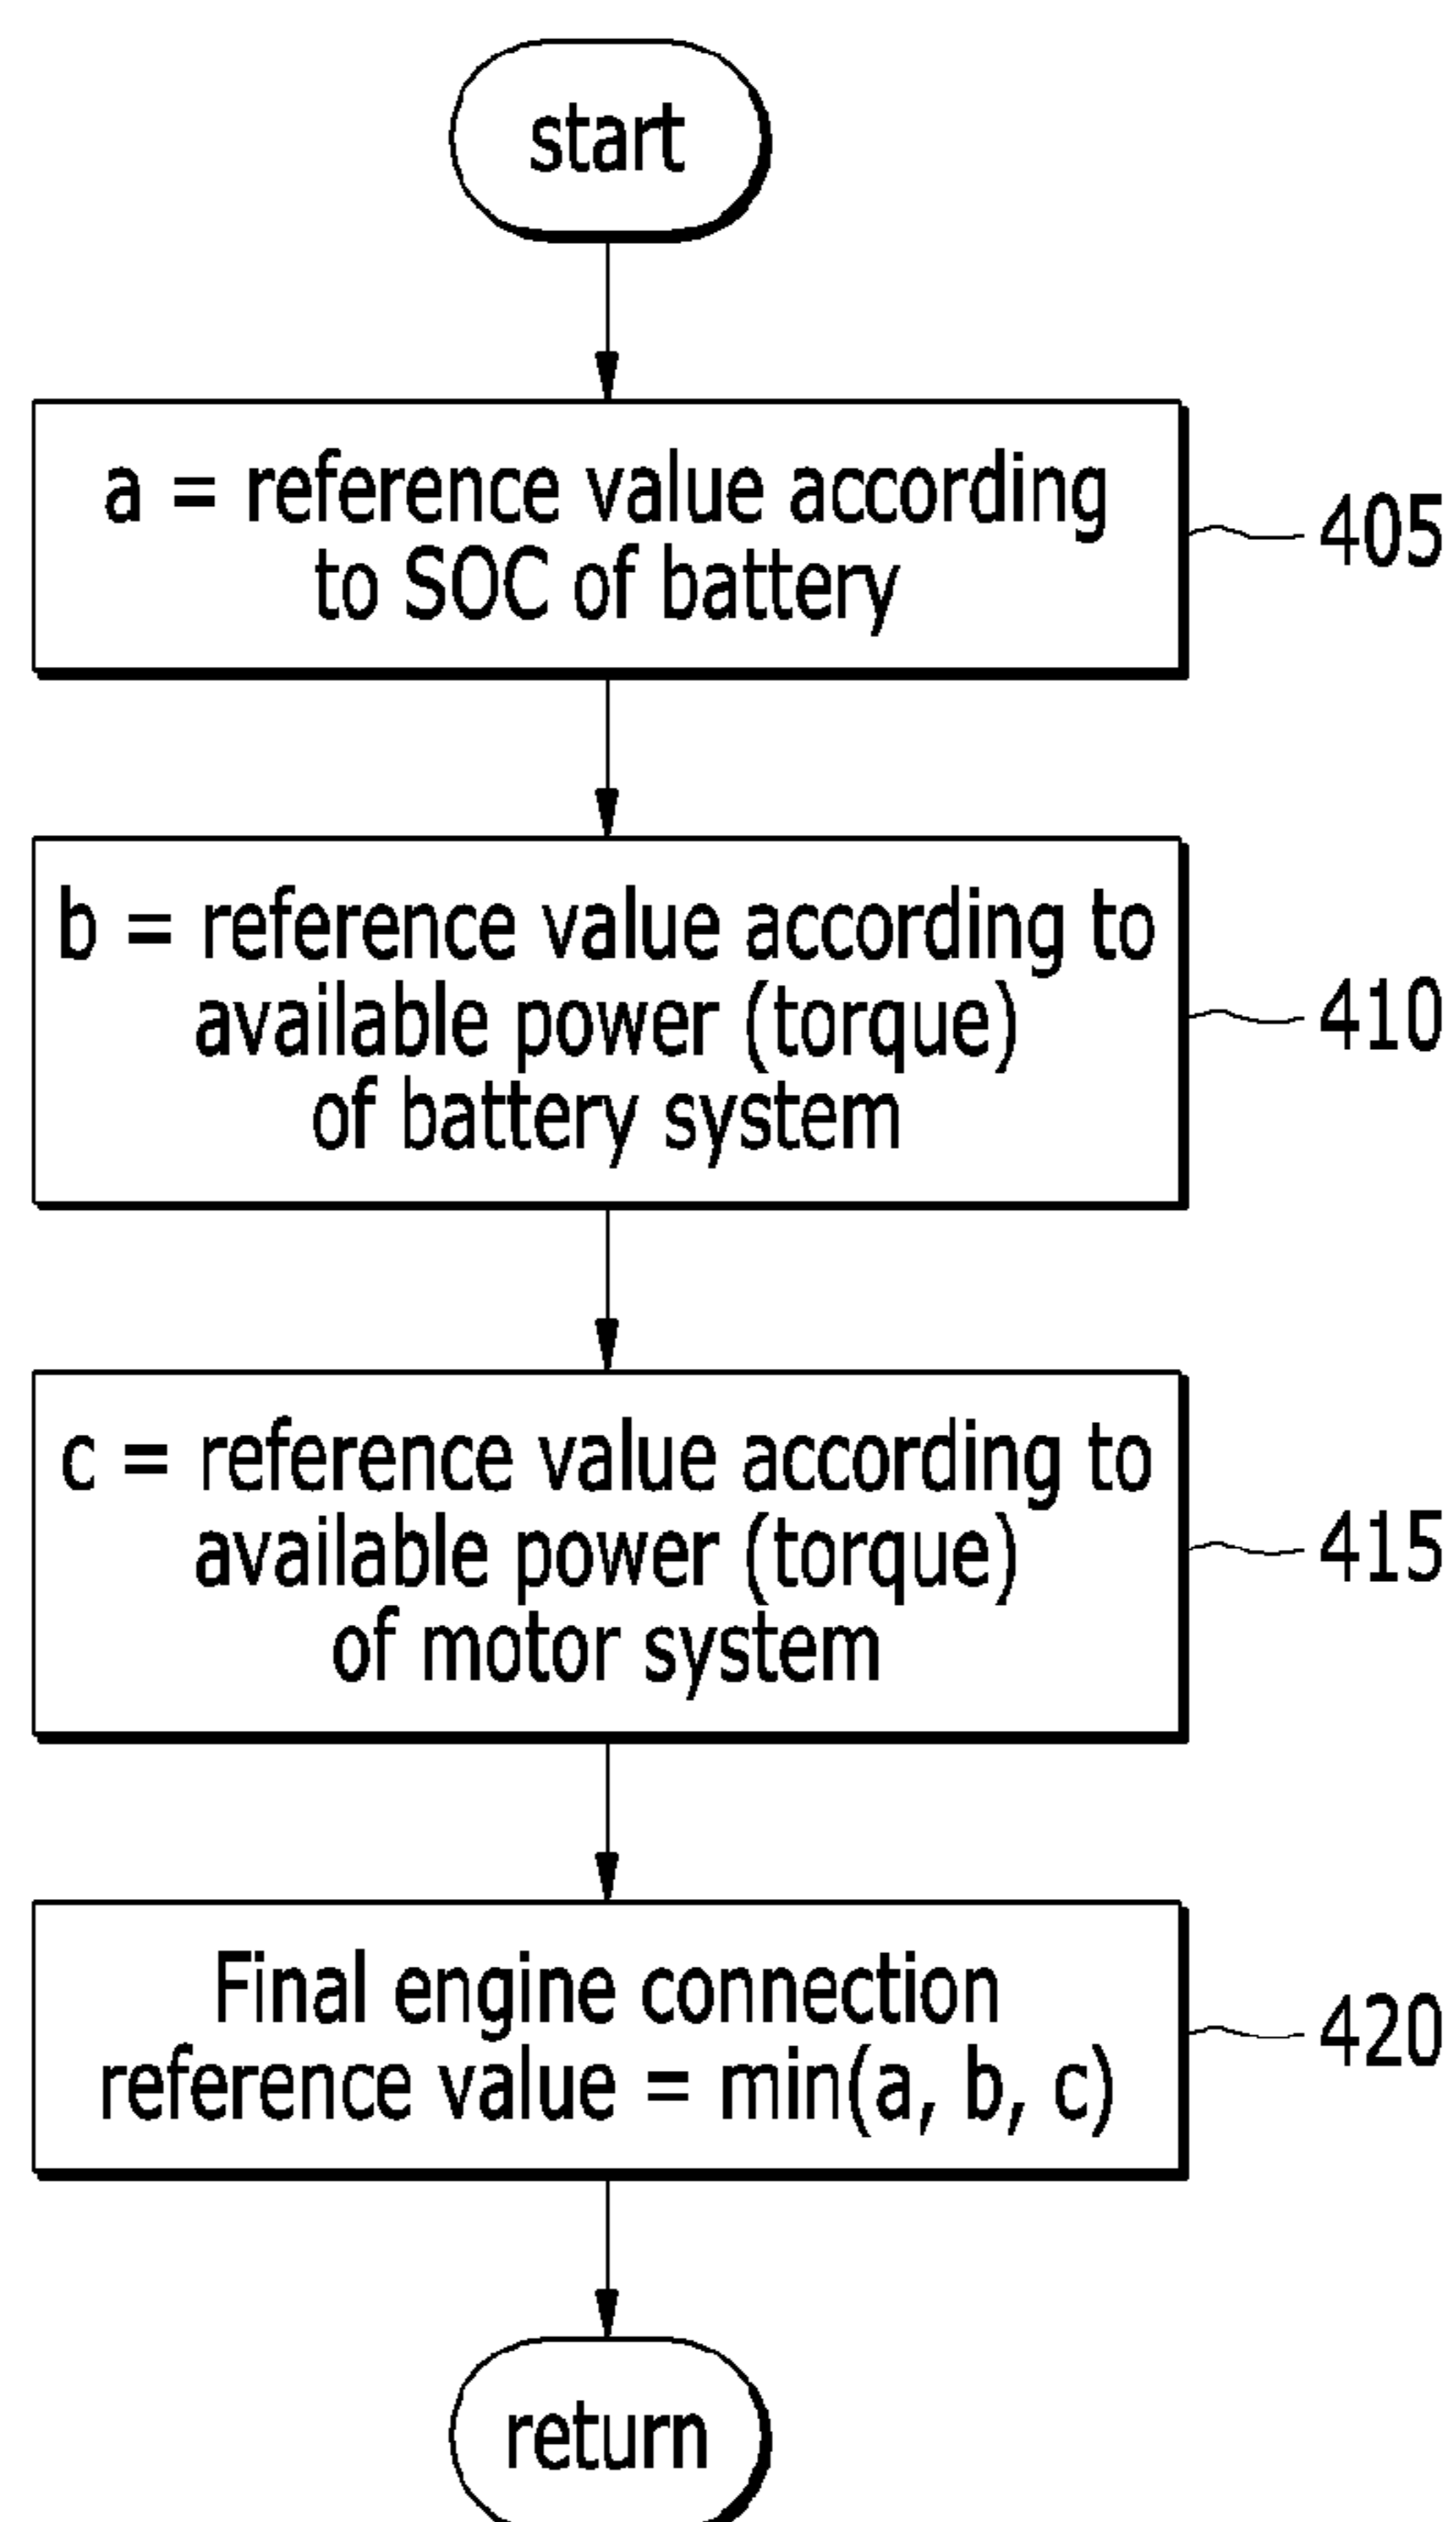 start
a = reference value according
to SOC of battery
405
b = reference value according to
available power (torque)
of battery system
410
c = reference value according to
available power (torque)
of motor system
415
Final engine connection
reference value = min(a, b, c)
420
return